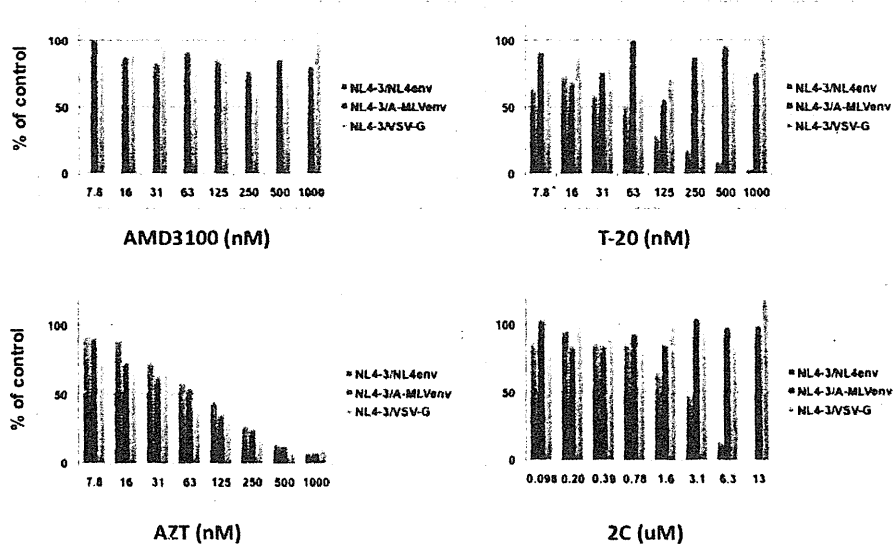 % of control
100
50
0
7.8 16 31 63 125 250 500 1000
NL4-3/NL4env
NL4-3/A-MLVenv
NL4-3/VSV-G
AMD3100 (nM)
100
50
0
7.8 16 31 63 125 250 500 1000
NL4-3/NL4env
NL4-3/A-MLVenv
NL4-3/VSV-G
T-20 (nM)
% of control
100
50
0
7.8 16 31 63 125 250 500 1000
NL4-3/NL4env
NL4-3/A-MLVenv
NL4-3/VSV-G
AZT (nM)
100
50
0
0.098 0.20 0.39 0.78 1.6 3.1 6.3 13
NL4-3/NL4env
NL4-3/A-MLVenv
NL4-3/VSV-G
2C (uM)